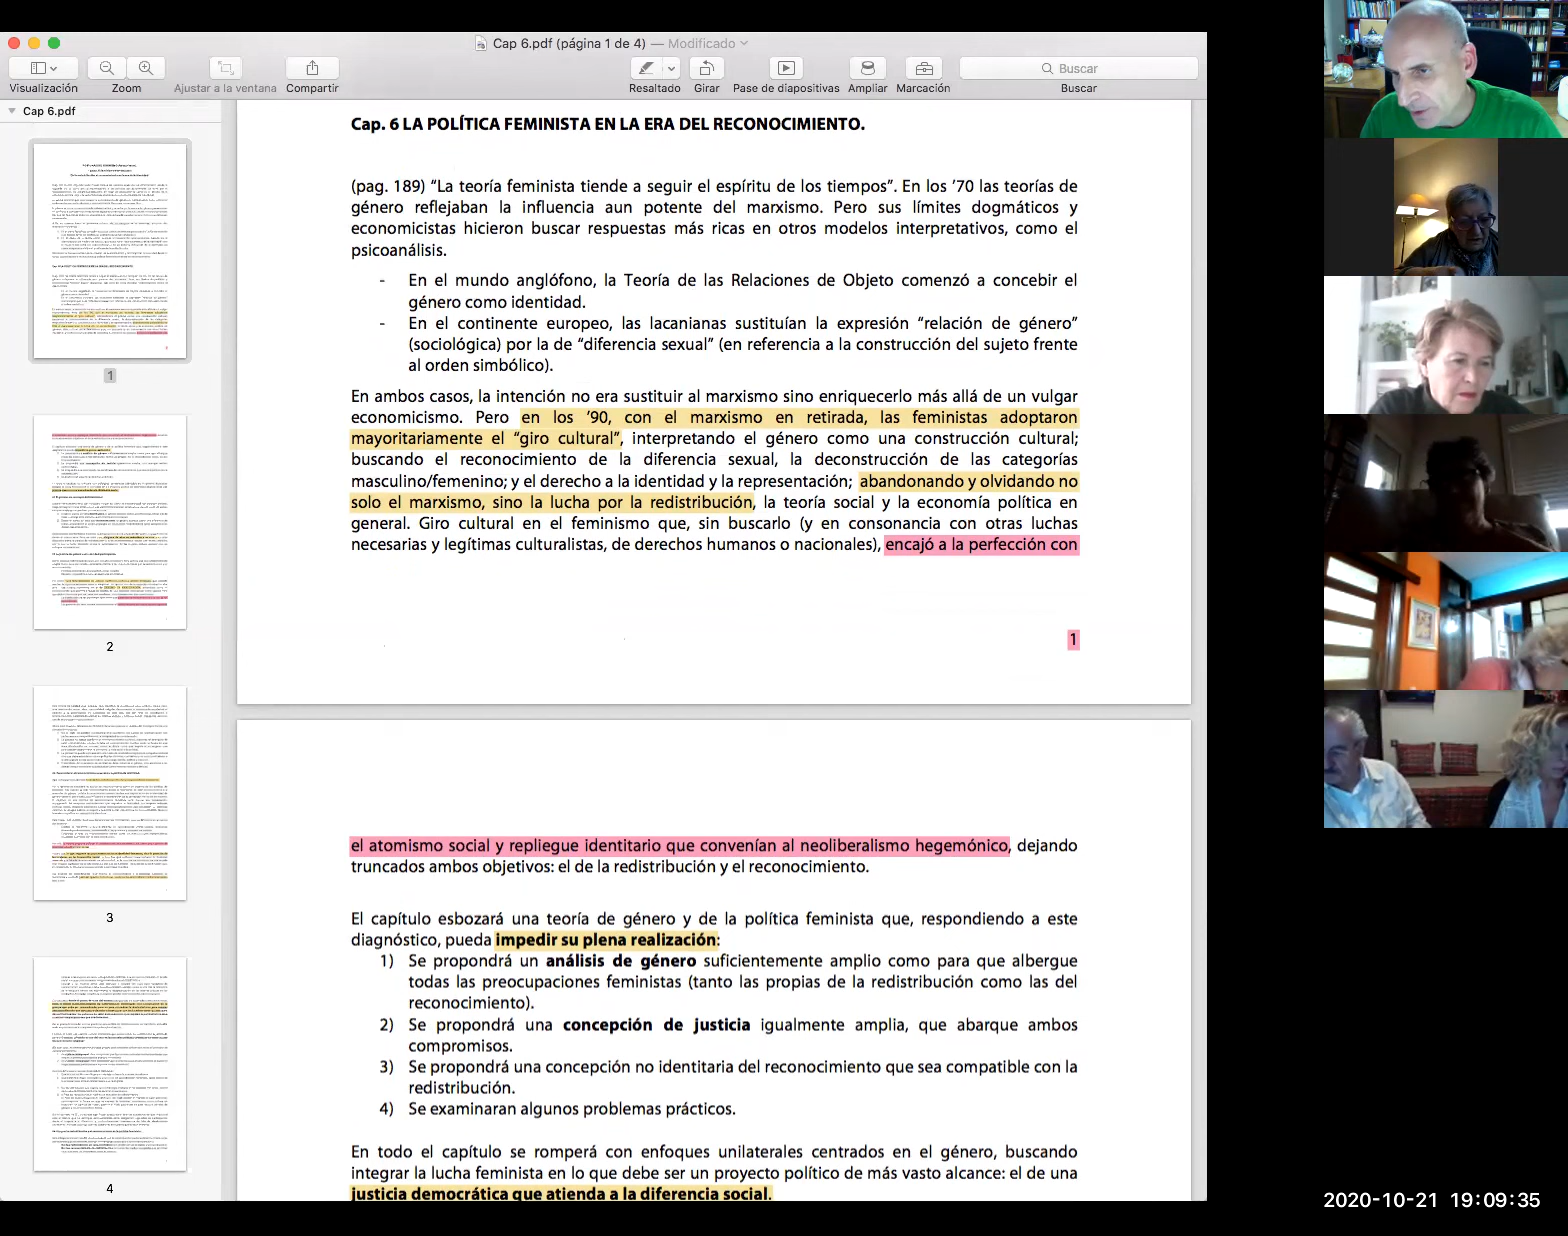 Cap 6.pdf (página 1 de 4) — Modificado
Visualización
Zoom
Ajustar a la ventana
Compartir
Resaltado
Girar
Pase de diapositivas
Ampliar
Marcación
Buscar
Buscar
Cap 6.pdf
1
2
3
4
Cap. 6 LA POLÍTICA FEMINISTA EN LA ERA DEL RECONOCIMIENTO.
(pag. 189) “La teoría feminista tiende a seguir el espíritu de los tiempos”. En los ’70 las teorías de
género reflejaban la influencia aun potente del marxismo. Pero sus límites dogmáticos y
economicistas hicieron buscar respuestas más ricas en otros modelos interpretativos, como el
psicoanálisis.
- En el mundo anglófono, la Teoría de las Relaciones de Objeto comenzó a concebir el
género como identidad.
- En el continente europeo, las lacanianas sustituían la expresión “relación de género”
(sociológica) por la de “diferencia sexual” (en referencia a la construcción del sujeto frente
al orden simbólico).
En ambos casos, la intención no era sustituir al marxismo sino enriquecerlo más allá de un vulgar
economicismo. Pero en los ’90, con el marxismo en retirada, las feministas adoptaron
mayoritariamente el “giro cultural”, interpretando el género como una construcción cultural;
buscando el reconocimiento de la diferencia sexual, la deconstrucción de las categorías
masculino/femenino; y el derecho a la identidad y la representación; abandonando y olvidando no
solo el marxismo, sino la lucha por la redistribución, la teoría social y la economía política en
general. Giro cultural en el feminismo que, sin buscarlo (y en consonancia con otras luchas
necesarias y legítimas culturalistas, de derechos humanos o nacionales), encajó a la perfección con
1
el atomismo social y repliegue identitario que convenían al neoliberalismo hegemónico, dejando
truncados ambos objetivos: el de la redistribución y el reconocimiento.
El capítulo esbozará una teoría de género y de la política feminista que, respondiendo a este
diagnóstico, pueda impedir su plena realización:
1) Se propondrá un análisis de género suficientemente amplio como para que albergue
todas las preocupaciones feministas (tanto las propias de la redistribución como las del
reconocimiento).
2) Se propondrá una concepción de justicia igualmente amplia, que abarque ambos
compromisos.
3) Se propondrá una concepción no identitaria del reconocimiento que sea compatible con la
redistribución.
4) Se examinaran algunos problemas prácticos.
En todo el capítulo se romperá con enfoques unilaterales centrados en el género, buscando
integrar la lucha feminista en lo que debe ser un proyecto político de más vasto alcance: el de una
justicia democrática que atienda a la diferencia social.
2020-10-21 19:09:35